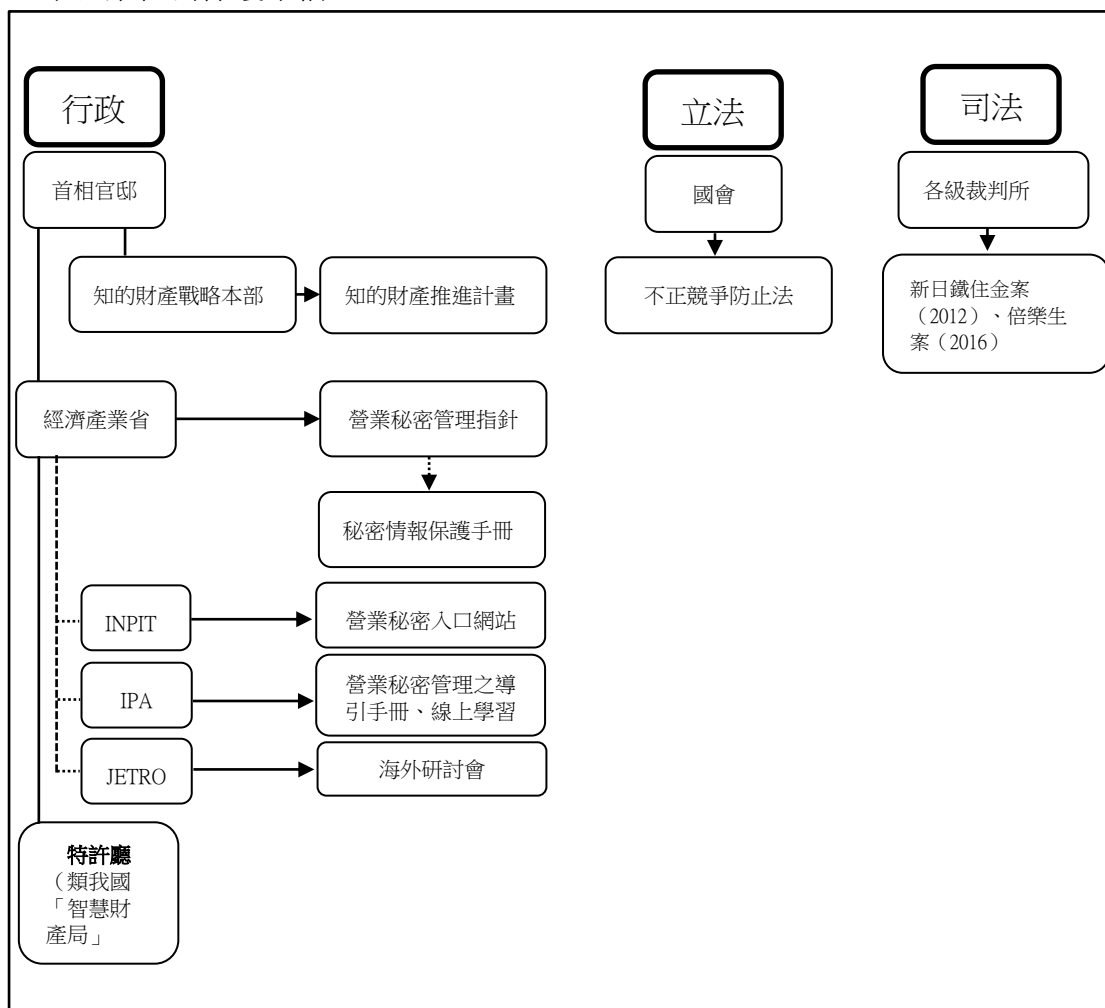 行政
立法
司法
首相官邸
國會
各級裁判所
知的財產戰略本部
知的財產推進計畫
不正競爭防止法
新日鐵住金案
（2012）、倍樂生
案（2016）
經濟產業省
營業秘密管理指針
秘密情報保護手冊
INPIT
營業秘密入口網站
IPA
營業秘密管理之導
引手冊、線上學習
JETRO
海外研討會
特許廳
（類我國
「智慧財
產局」